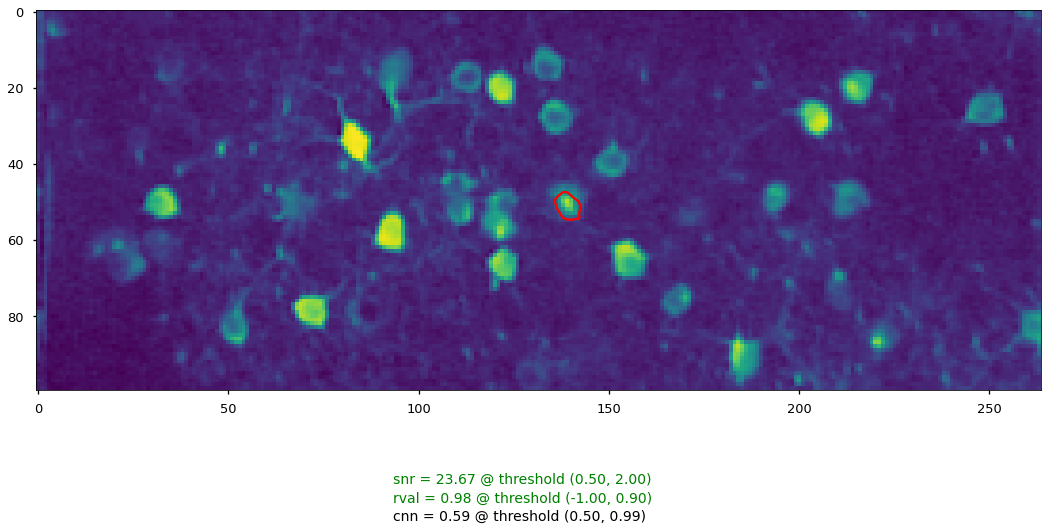 0
20
40
60
80
0 50 100 150 200 250
snr = 23.67 @ threshold (0.50, 2.00)
rval = 0.98 @ threshold (-1.00, 0.90)
cnn = 0.59 @ threshold (0.50, 0.99)